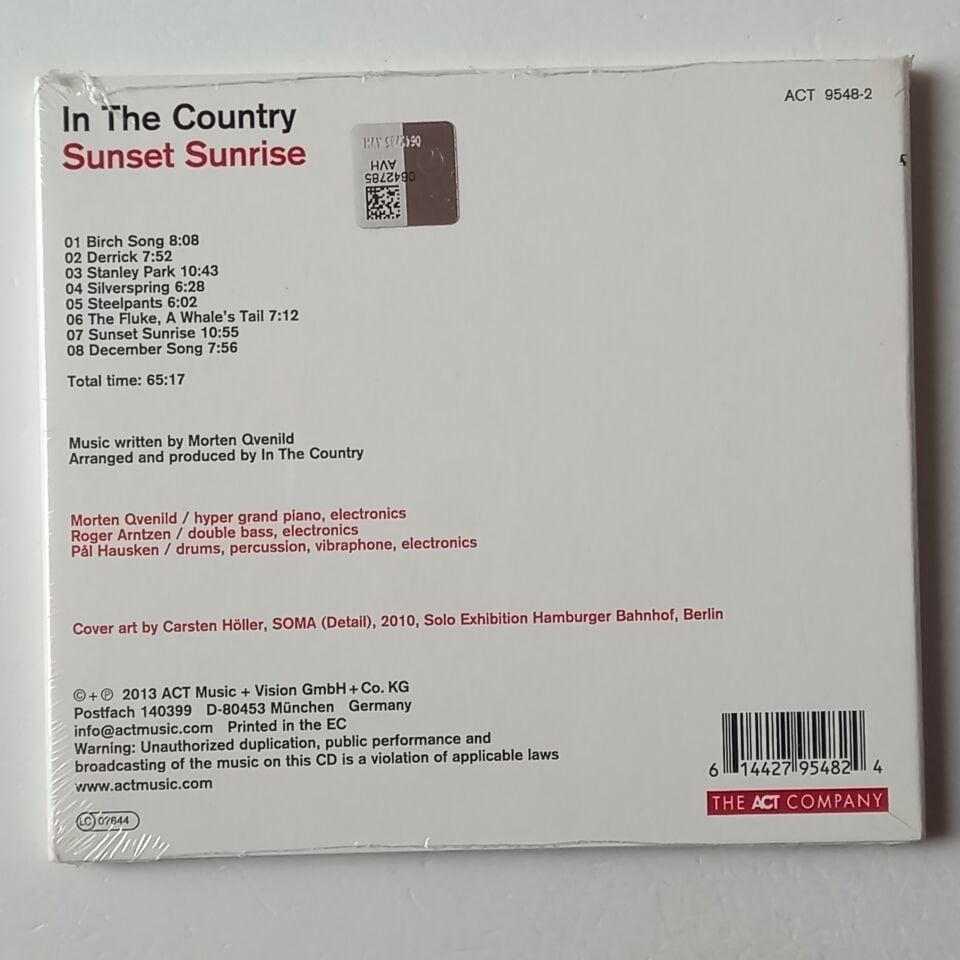 In The Country
Sunset Sunrise
ACT 9548-2
AVH
0842785
01 Birch Song 8:08
02 Derrick 7:52
03 Stanley Park 10:43
04 Silverspring 6:28
05 Steelpants 6:02
06 The Fluke, A Whale's Tail 7:12
07 Sunset Sunrise 10:55
08 December Song 7:56
Total time: 65:17
Music written by Morten Qvenild
Arranged and produced by In The Country
Morten Qvenild / hyper grand piano, electronics
Roger Arntzen / double bass, electronics
Pål Hausken / drums, percussion, vibraphone, electronics
Cover art by Carsten Höller, SOMA (Detail), 2010, Solo Exhibition Hamburger Bahnhof, Berlin
©+℗ 2013 ACT Music + Vision GmbH + Co. KG
Postfach 140399 D-80453 München Germany
info@actmusic.com Printed in the EC
Warning: Unauthorized duplication, public performance and
broadcasting of the music on this CD is a violation of applicable laws
www.actmusic.com
LC 07644
6 14427 95482 4
THE ACT COMPANY